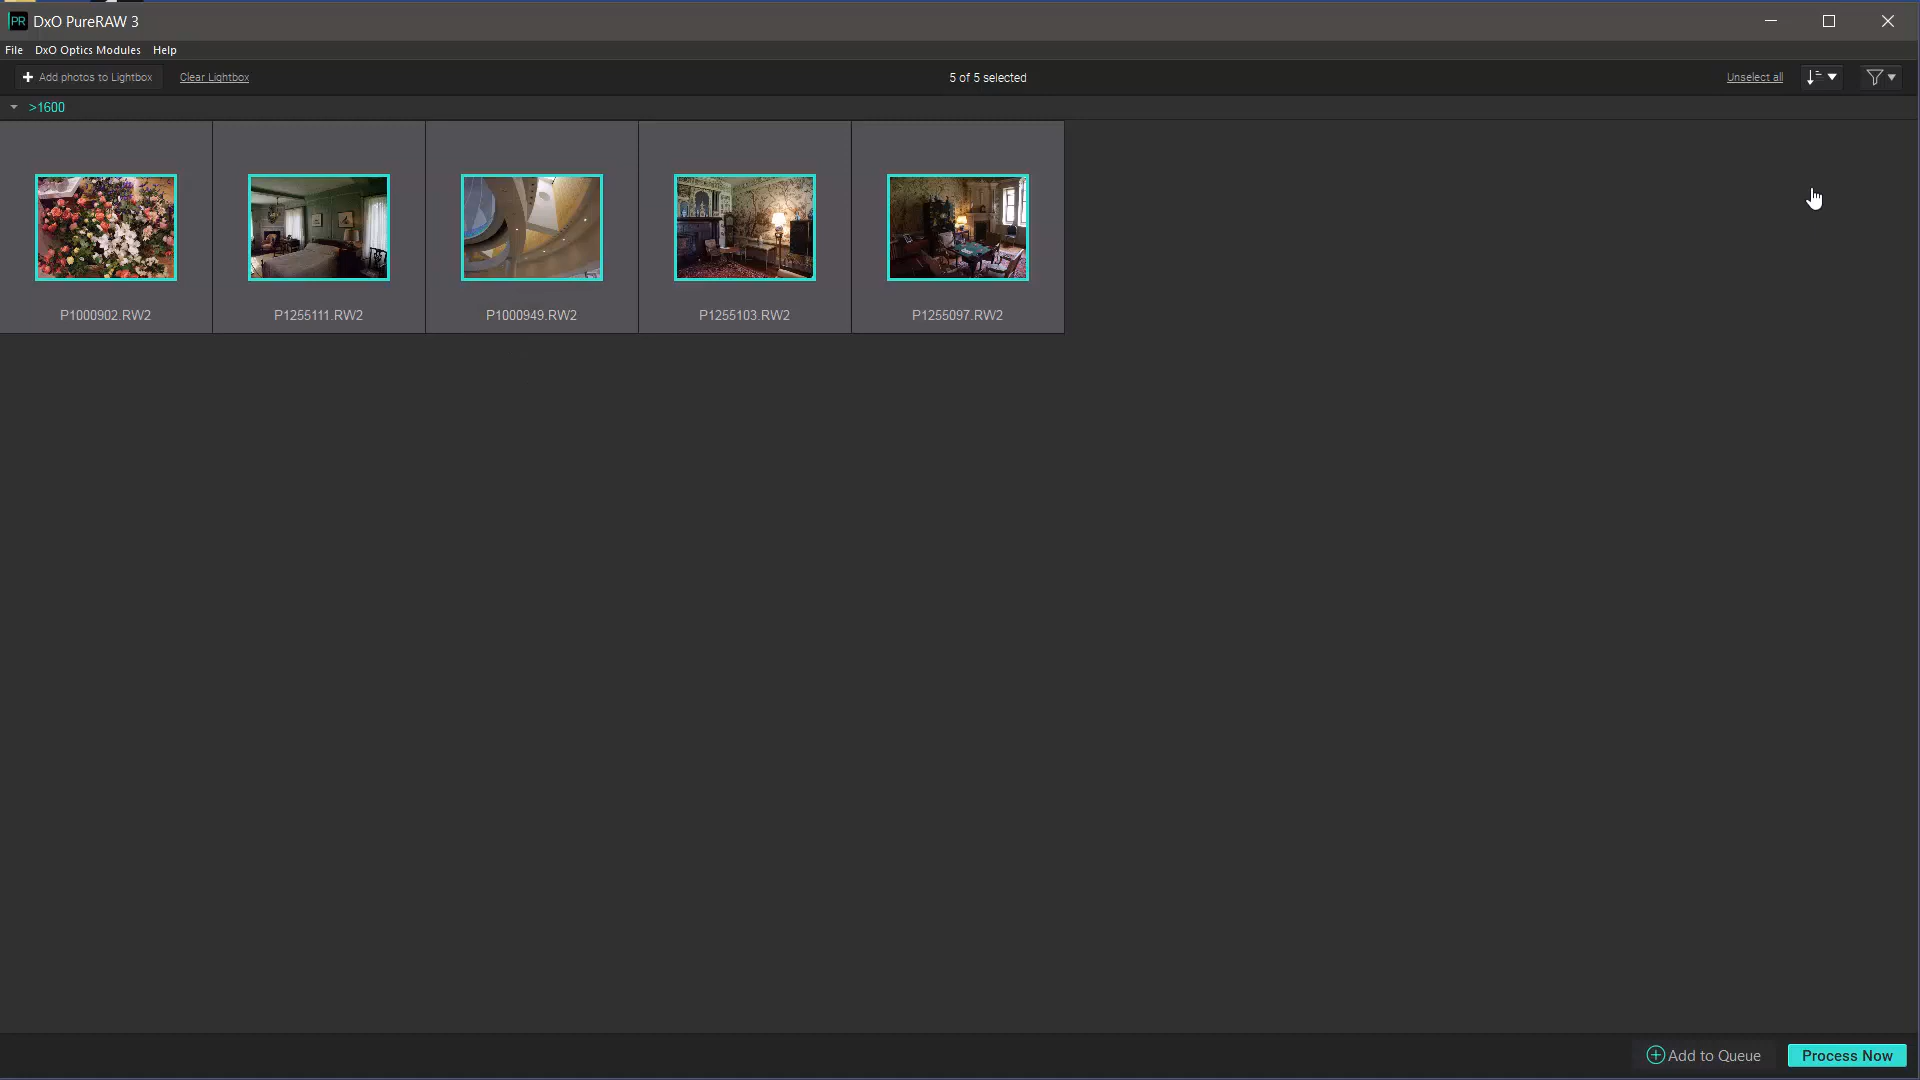 PR DxO PureRAW 3
File DxO Optics Modules Help
Add photos to Lightbox Clear Lightbox 5 of 5 selected Unselect all
>1600
P1000902.RW2 P1255111.RW2 P1000949.RW2 P1255103.RW2 P1255097.RW2
Add to Queue Process Now